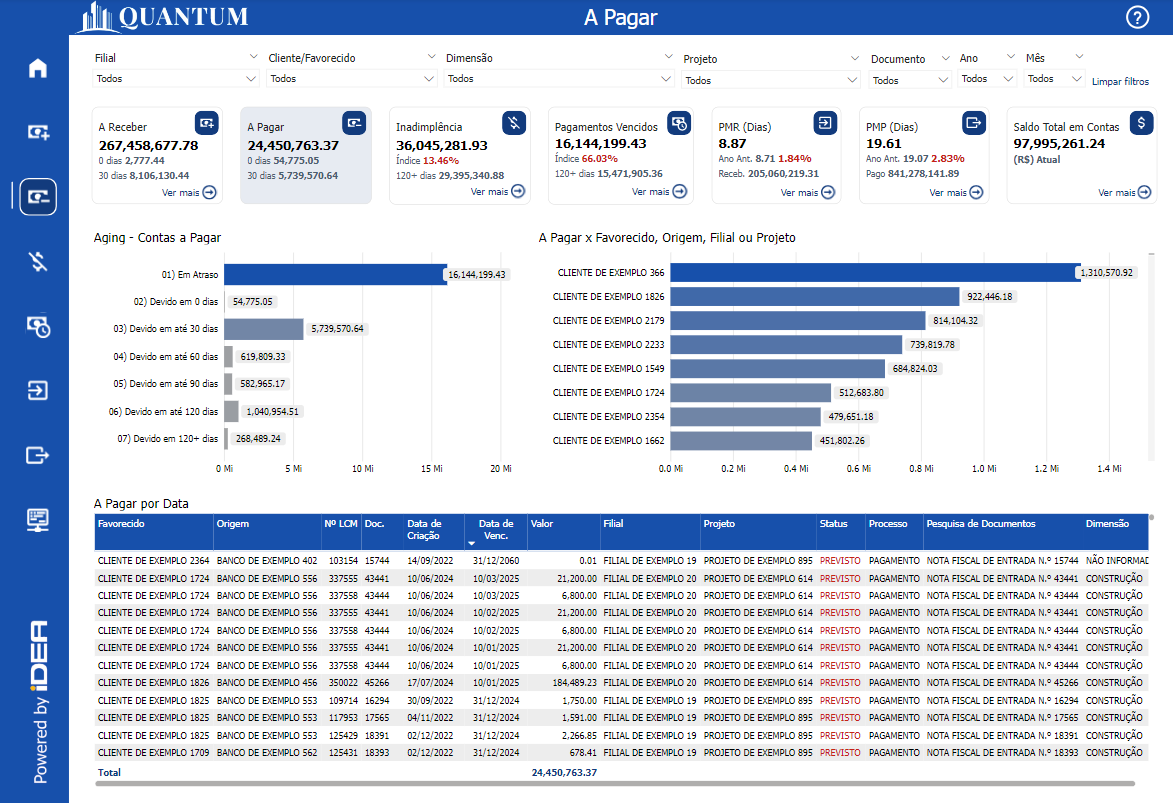 QUANTUM
A Pagar
?
Filial
Cliente/Favorecido
Dimensão
Projeto
Documento
Ano
Mês
Todos
Todos
Todos
Todos
Todos
Todos
Todos
Limpar filtros
A Receber
267,458,677.78
0 dias 2,777.44
30 dias 8,106,130.44
Ver mais
A Pagar
24,450,763.37
0 dias 54,775.05
30 dias 5,739,570.64
Inadimplência
36,045,281.93
Índice 13.46%
120+ dias 29,395,340.88
Ver mais
Pagamentos Vencidos
16,144,199.43
Índice 66.03%
120+ dias 15,471,905.36
Ver mais
PMR (Dias)
8.87
Ano Ant. 8.71 1.84%
Receb. 205,060,219.31
Ver mais
PMP (Dias)
19.61
Ano Ant. 19.07 2.83%
Pago 841,278,141.89
Ver mais
$
Saldo Total em Contas
97,995,261.24
(R$) Atual
Ver mais
Aging - Contas a Pagar
01) Em Atraso 16,144,199.43
02) Devido em 0 dias 54,775.05
03) Devido em até 30 dias 5,739,570.64
04) Devido em até 60 dias 619,809.33
05) Devido em até 90 dias 582,965.17
06) Devido em até 120 dias 1,040,954.51
07) Devido em 120+ dias 268,489.24
0 Mi 5 Mi 10 Mi 15 Mi 20 Mi
A Pagar x Favorecido, Origem, Filial ou Projeto
CLIENTE DE EXEMPLO 366 1,310,570.92
CLIENTE DE EXEMPLO 1826 922,446.18
CLIENTE DE EXEMPLO 2179 814,104.32
CLIENTE DE EXEMPLO 2233 739,819.78
CLIENTE DE EXEMPLO 1549 684,824.03
CLIENTE DE EXEMPLO 1724 512,683.80
CLIENTE DE EXEMPLO 2354 479,651.18
CLIENTE DE EXEMPLO 1662 451,802.26
0.0 Mi 0.2 Mi 0.4 Mi 0.6 Mi 0.8 Mi 1.0 Mi 1.2 Mi 1.4 Mi
A Pagar por Data
Favorecido Origem Nº LCM Doc. Data de Criação Data de Venc. Valor Filial Projeto Status Processo Pesquisa de Documentos Dimensão
CLIENTE DE EXEMPLO 2364 BANCO DE EXEMPLO 402 103154 15744 14/09/2022 31/12/2060 0.01 FILIAL DE EXEMPLO 19 PROJETO DE EXEMPLO 895 PREVISTO PAGAMENTO NOTA FISCAL DE ENTRADA N.º 15744 NÃO INFORMAD
CLIENTE DE EXEMPLO 1724 BANCO DE EXEMPLO 556 337555 43441 10/06/2024 10/03/2025 21,200.00 FILIAL DE EXEMPLO 20 PROJETO DE EXEMPLO 614 PREVISTO PAGAMENTO NOTA FISCAL DE ENTRADA N.º 43441 CONSTRUÇÃO
CLIENTE DE EXEMPLO 1724 BANCO DE EXEMPLO 556 337558 43444 10/06/2024 10/03/2025 6,800.00 FILIAL DE EXEMPLO 20 PROJETO DE EXEMPLO 614 PREVISTO PAGAMENTO NOTA FISCAL DE ENTRADA N.º 43444 CONSTRUÇÃO
CLIENTE DE EXEMPLO 1724 BANCO DE EXEMPLO 556 337555 43441 10/06/2024 10/02/2025 21,200.00 FILIAL DE EXEMPLO 20 PROJETO DE EXEMPLO 614 PREVISTO PAGAMENTO NOTA FISCAL DE ENTRADA N.º 43441 CONSTRUÇÃO
CLIENTE DE EXEMPLO 1724 BANCO DE EXEMPLO 556 337558 43444 10/06/2024 10/02/2025 6,800.00 FILIAL DE EXEMPLO 20 PROJETO DE EXEMPLO 614 PREVISTO PAGAMENTO NOTA FISCAL DE ENTRADA N.º 43444 CONSTRUÇÃO
CLIENTE DE EXEMPLO 1724 BANCO DE EXEMPLO 556 337555 43441 10/06/2024 10/01/2025 21,200.00 FILIAL DE EXEMPLO 20 PROJETO DE EXEMPLO 614 PREVISTO PAGAMENTO NOTA FISCAL DE ENTRADA N.º 43441 CONSTRUÇÃO
CLIENTE DE EXEMPLO 1724 BANCO DE EXEMPLO 556 337558 43444 10/06/2024 10/01/2025 6,800.00 FILIAL DE EXEMPLO 20 PROJETO DE EXEMPLO 614 PREVISTO PAGAMENTO NOTA FISCAL DE ENTRADA N.º 43444 CONSTRUÇÃO
CLIENTE DE EXEMPLO 1826 BANCO DE EXEMPLO 456 350022 45266 17/07/2024 10/01/2025 184,489.23 FILIAL DE EXEMPLO 20 PROJETO DE EXEMPLO 614 PREVISTO PAGAMENTO NOTA FISCAL DE ENTRADA N.º 45266 CONSTRUÇÃO
CLIENTE DE EXEMPLO 1825 BANCO DE EXEMPLO 553 109714 16294 30/09/2022 31/12/2024 1,750.00 FILIAL DE EXEMPLO 19 PROJETO DE EXEMPLO 895 PREVISTO PAGAMENTO NOTA FISCAL DE ENTRADA N.º 16294 CONSTRUÇÃO
CLIENTE DE EXEMPLO 1825 BANCO DE EXEMPLO 553 117953 17565 04/11/2022 31/12/2024 1,591.00 FILIAL DE EXEMPLO 19 PROJETO DE EXEMPLO 895 PREVISTO PAGAMENTO NOTA FISCAL DE ENTRADA N.º 17565 CONSTRUÇÃO
CLIENTE DE EXEMPLO 1825 BANCO DE EXEMPLO 553 125429 18391 02/12/2022 31/12/2024 2,266.85 FILIAL DE EXEMPLO 19 PROJETO DE EXEMPLO 895 PREVISTO PAGAMENTO NOTA FISCAL DE ENTRADA N.º 18391 CONSTRUÇÃO
CLIENTE DE EXEMPLO 1709 BANCO DE EXEMPLO 562 125431 18393 02/12/2022 31/12/2024 678.41 FILIAL DE EXEMPLO 19 PROJETO DE EXEMPLO 895 PREVISTO PAGAMENTO NOTA FISCAL DE ENTRADA N.º 18393 CONSTRUÇÃO
Total 24,450,763.37
Powered by iDEA